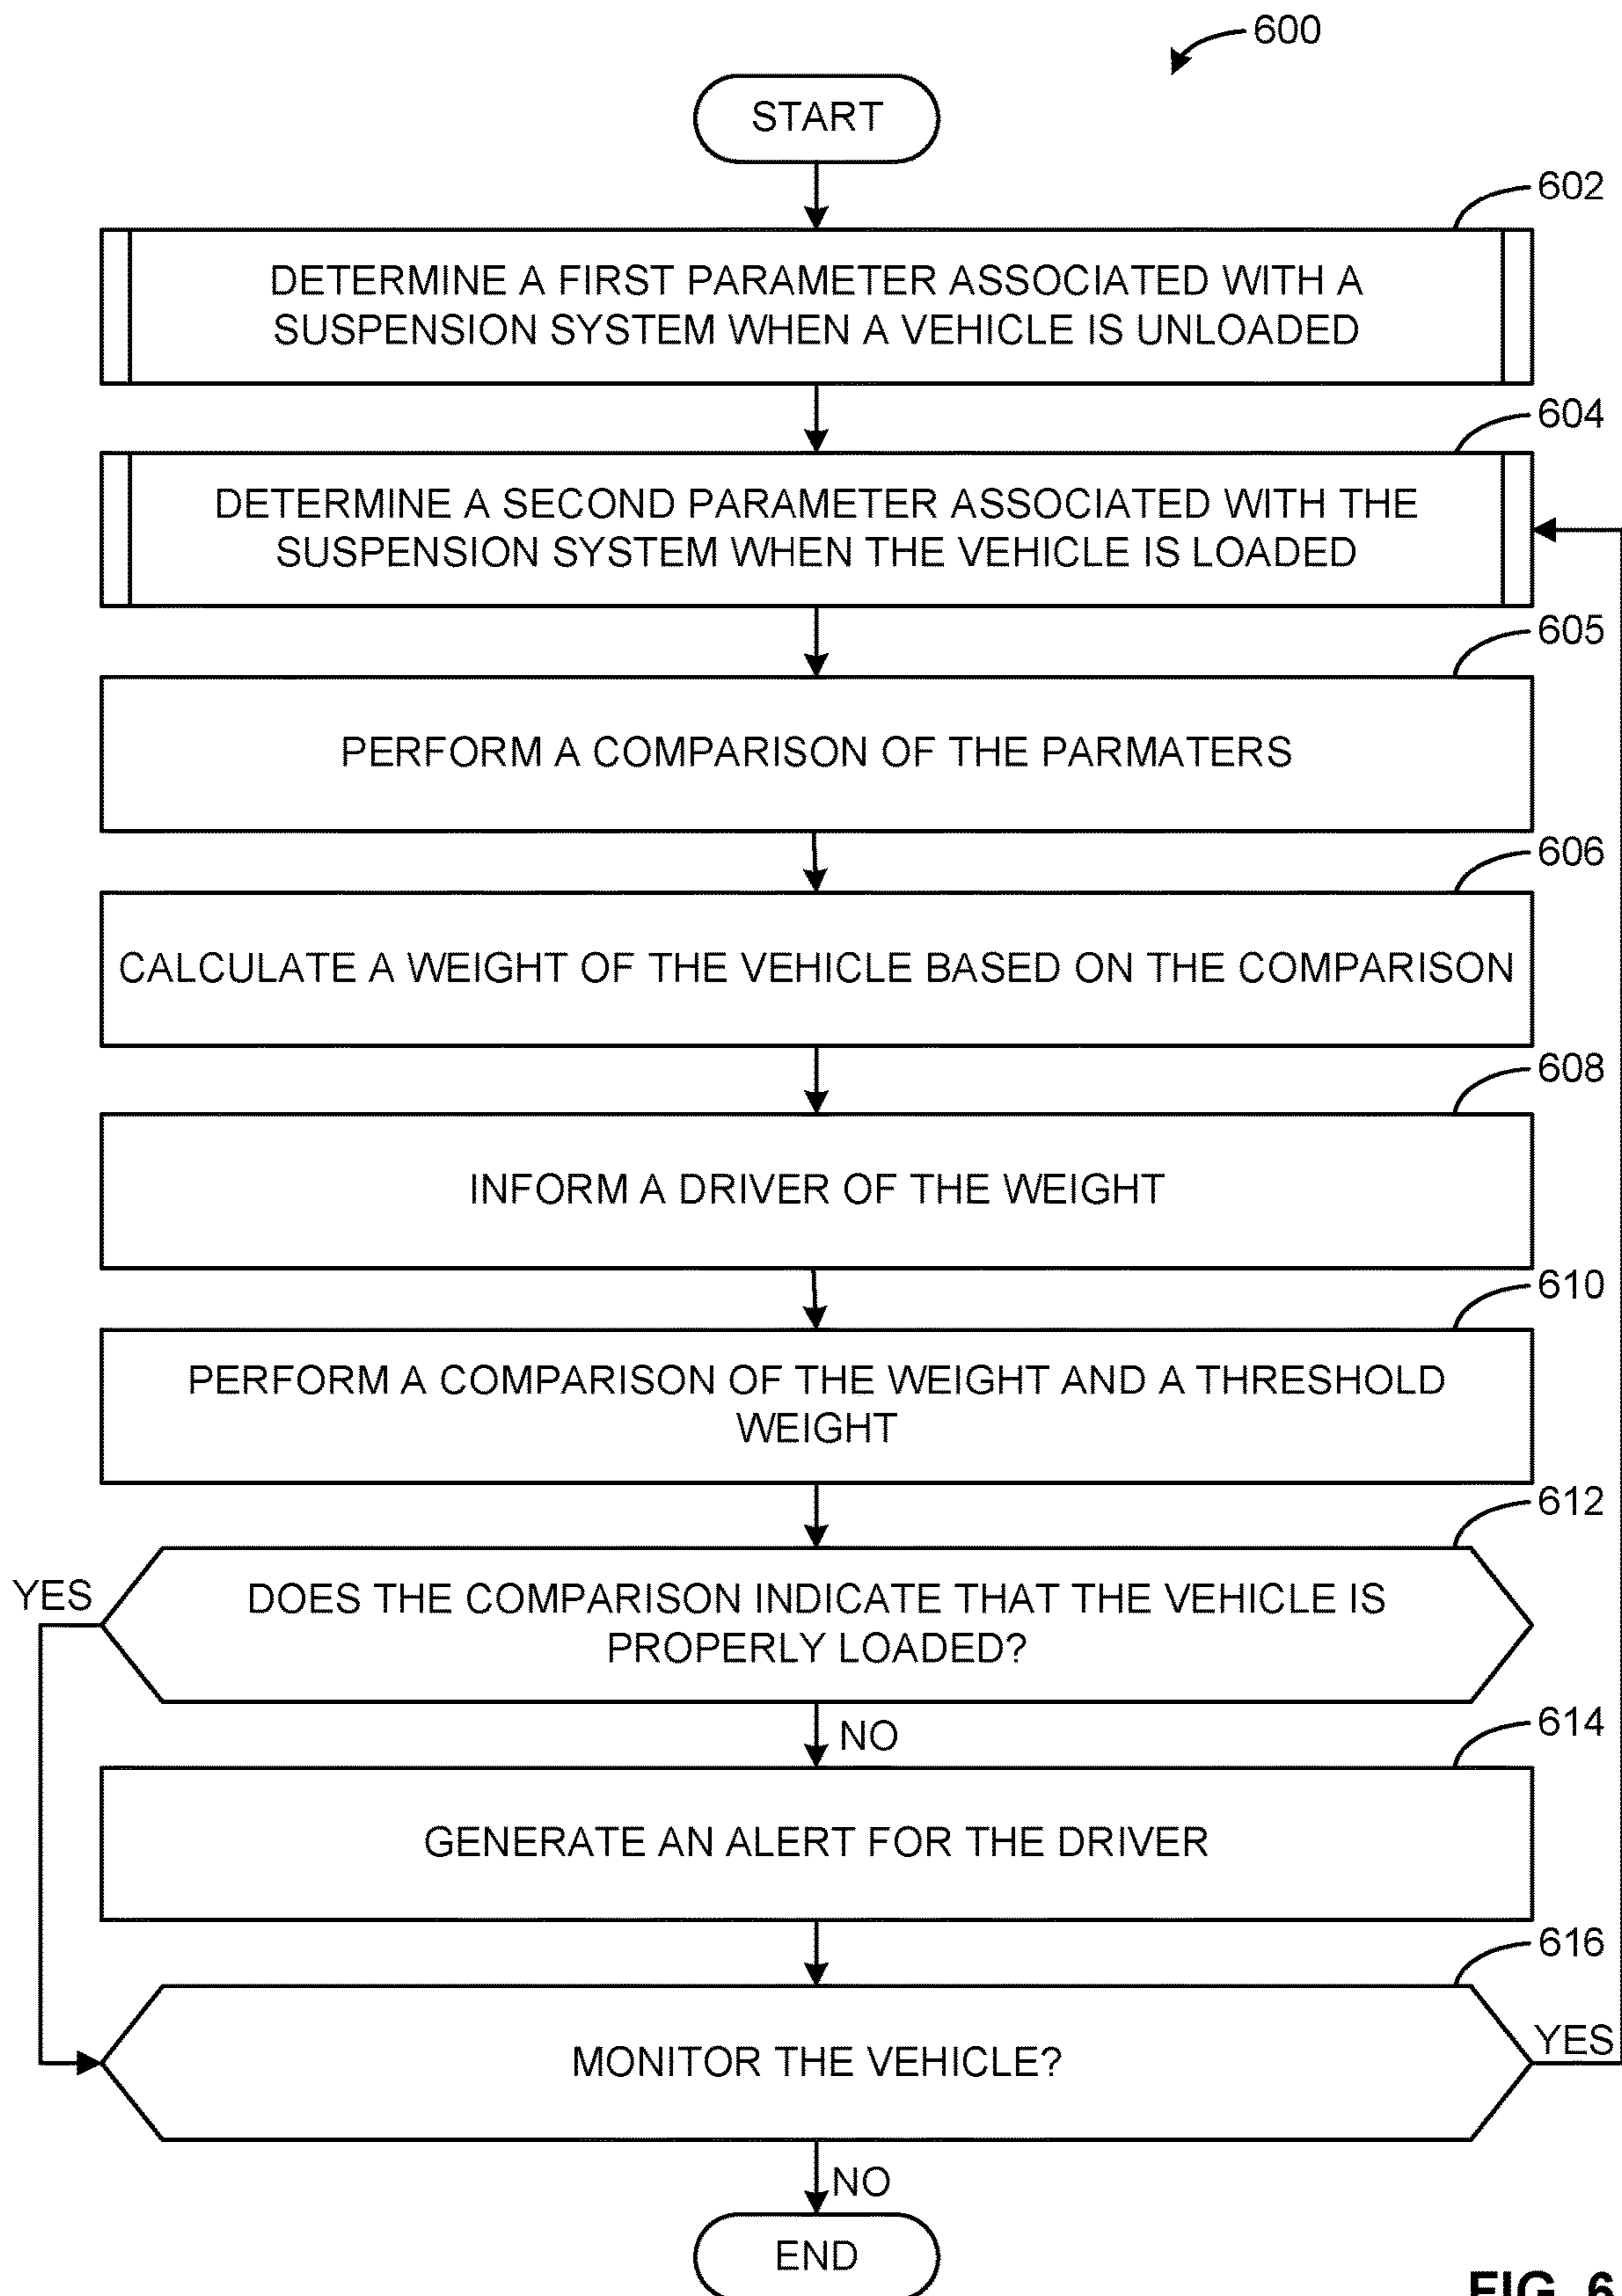 600
START
602
DETERMINE A FIRST PARAMETER ASSOCIATED WITH A
SUSPENSION SYSTEM WHEN A VEHICLE IS UNLOADED
604
DETERMINE A SECOND PARAMETER ASSOCIATED WITH THE
SUSPENSION SYSTEM WHEN THE VEHICLE IS LOADED
605
PERFORM A COMPARISON OF THE PARMATERS
606
CALCULATE A WEIGHT OF THE VEHICLE BASED ON THE COMPARISON
608
INFORM A DRIVER OF THE WEIGHT
610
PERFORM A COMPARISON OF THE WEIGHT AND A THRESHOLD
WEIGHT
612
YES
DOES THE COMPARISON INDICATE THAT THE VEHICLE IS
PROPERLY LOADED?
NO
614
GENERATE AN ALERT FOR THE DRIVER
616
MONITOR THE VEHICLE?
YES
NO
END
FIG. 6